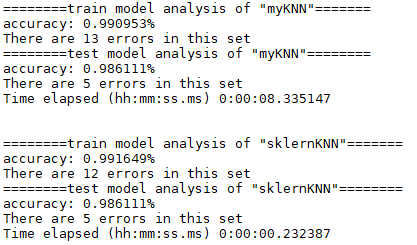 ========train model analysis of "myKNN"=======
accuracy: 0.990953%
There are 13 errors in this set
========test model analysis of "myKNN"========
accuracy: 0.986111%
There are 5 errors in this set
Time elapsed (hh:mm:ss.ms) 0:00:08.335147
========train model analysis of "sklernKNN"=======
accuracy: 0.991649%
There are 12 errors in this set
========test model analysis of "sklernKNN"========
accuracy: 0.986111%
There are 5 errors in this set
Time elapsed (hh:mm:ss.ms) 0:00:00.232387